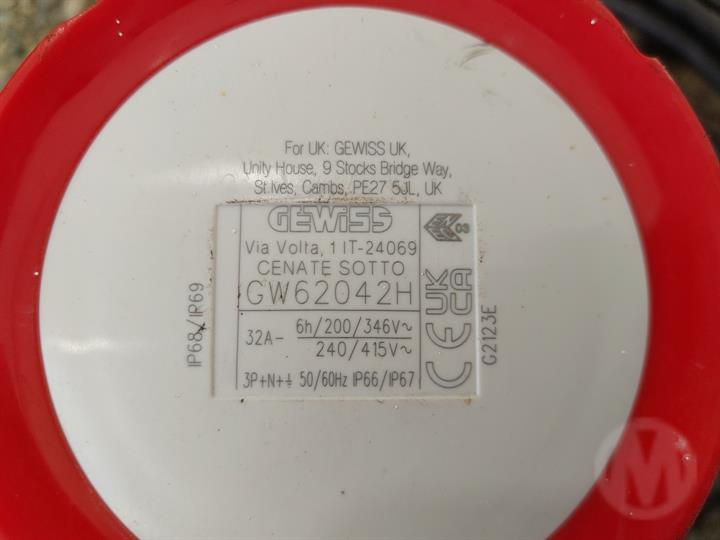 For UK: GEWISS UK,
Unity House, 9 Stocks Bridge Way,
St.Ives, Cambs, PE27 5JL, UK
GEWiSS
Via Volta, 1 IT-24069
CENATE SOTTO
GW62042H
32A- 6h/200/346V~
240/415V~
3P+N+⏚ 50/60Hz IP66/IP67
03
UK
CA
CE
IP68/IP69
G2123E
M